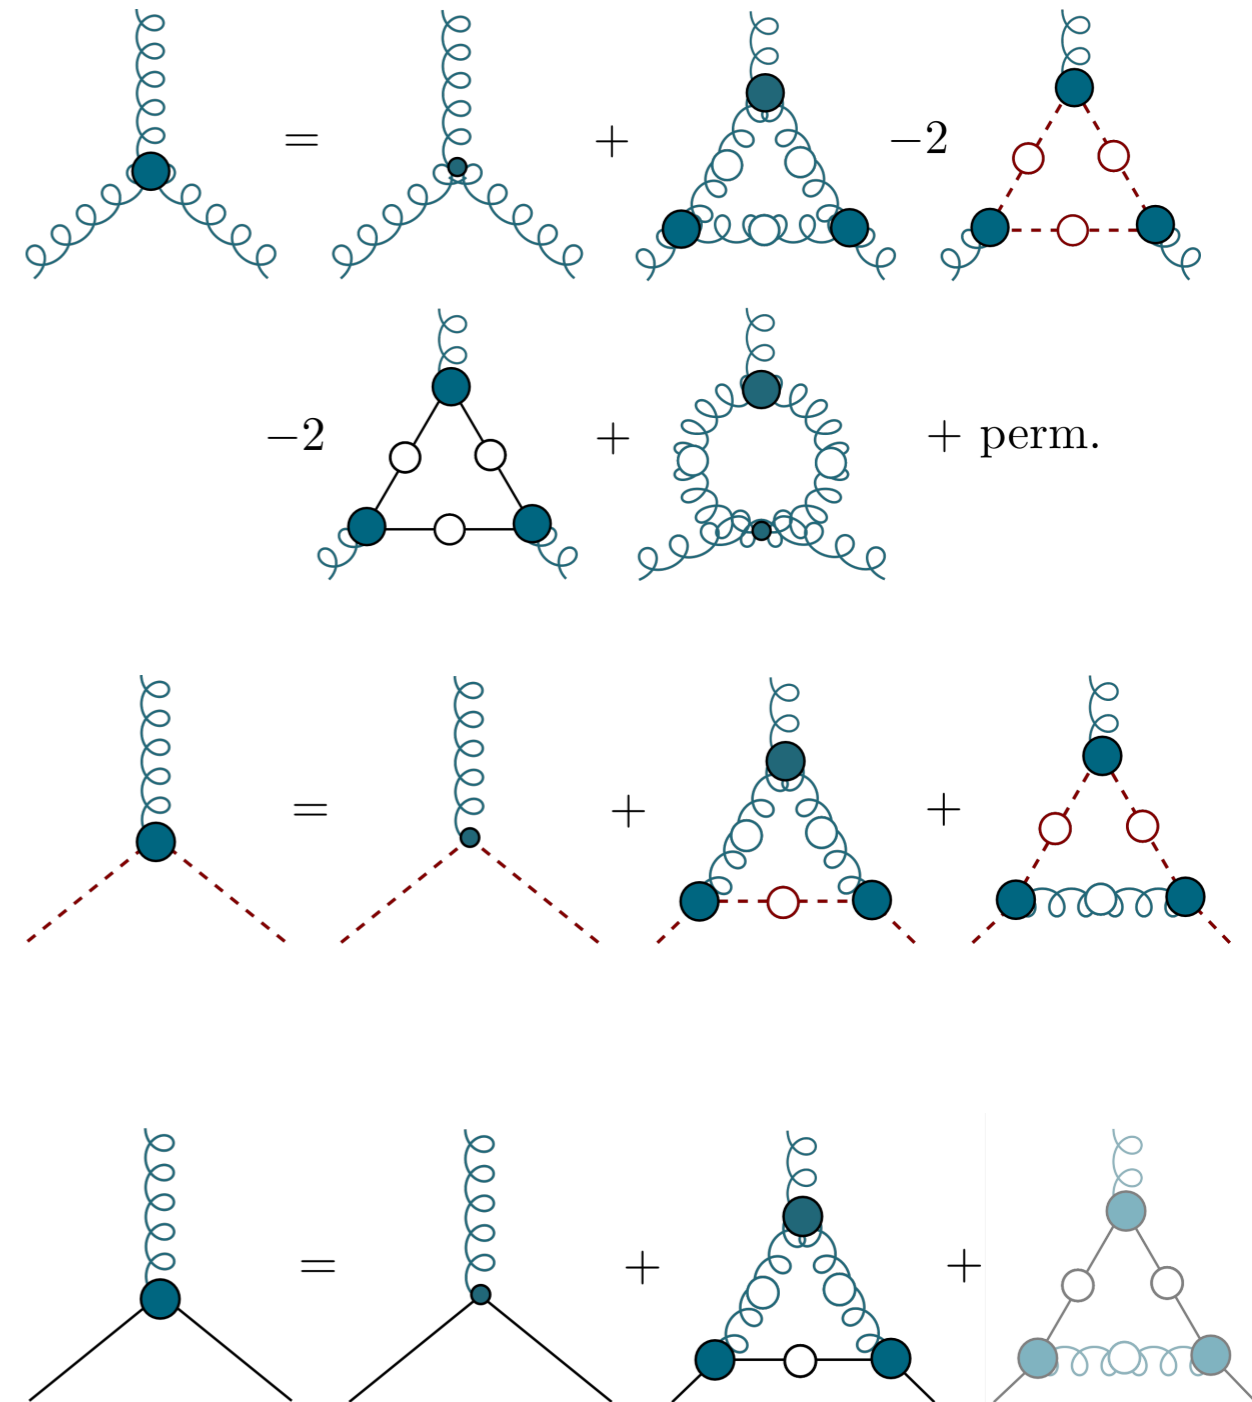 = + −2
−2 + + perm.
= + +
= + +